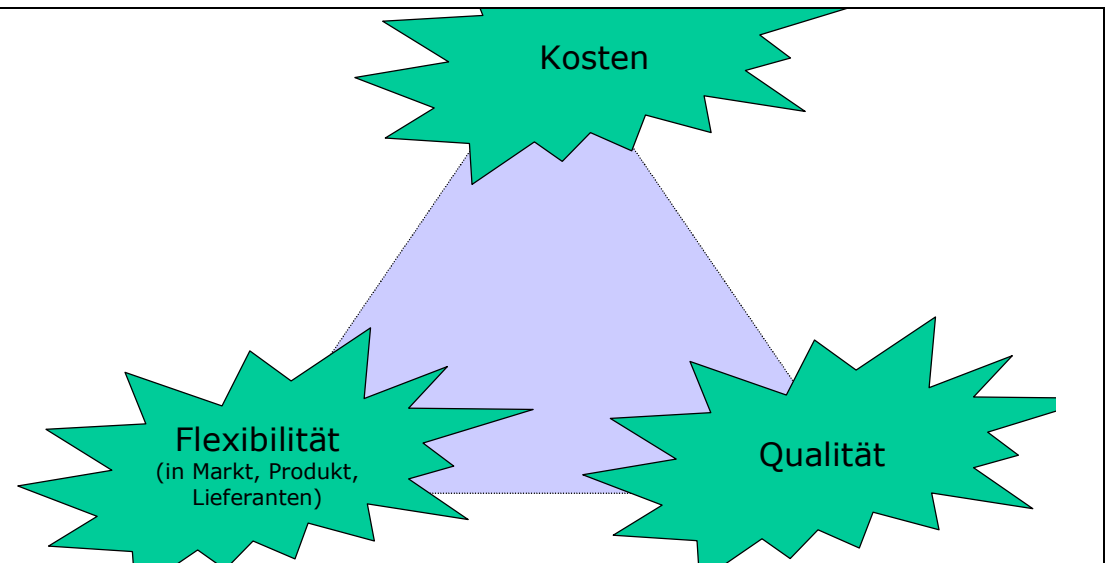 Kosten
Flexibilität
(in Markt, Produkt,
Lieferanten)
Qualität